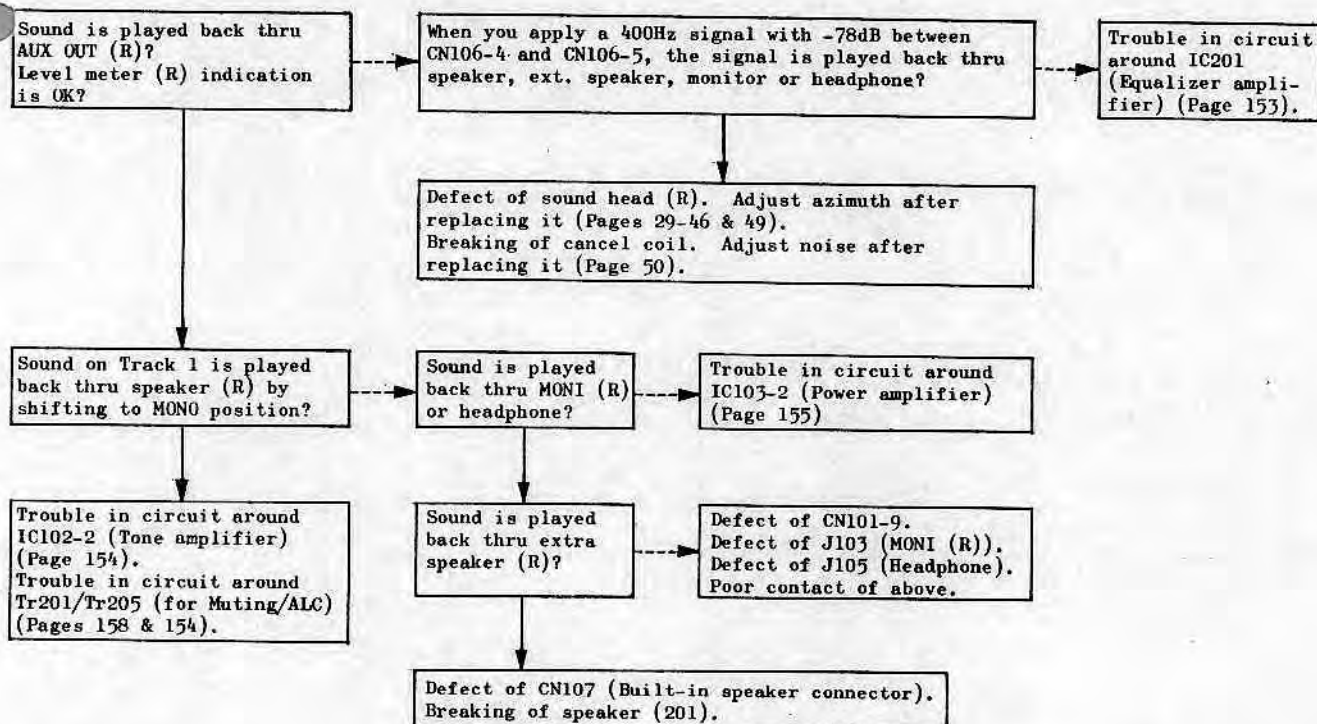 Sound is played back thru
AUX OUT (R)?
Level meter (R) indication
is OK?
When you apply a 400Hz signal with -78dB between
CN106-4 and CN106-5, the signal is played back thru
speaker, ext. speaker, monitor or headphone?
Trouble in circuit
around IC201
(Equalizer ampli-
fier) (Page 153).
Defect of sound head (R). Adjust azimuth after
replacing it (Pages 29-46 & 49).
Breaking of cancel coil. Adjust noise after
replacing it (Page 50).
Sound on Track 1 is played
back thru speaker (R) by
shifting to MONO position?
Sound is played
back thru MONI (R)
or headphone?
Trouble in circuit around
IC103-2 (Power amplifier)
(Page 155)
Trouble in circuit around
IC102-2 (Tone amplifier)
(Page 154).
Trouble in circuit around
Tr201/Tr205 (for Muting/ALC)
(Pages 158 & 154).
Sound is played
back thru extra
speaker (R)?
Defect of CN101-9.
Defect of J103 (MONI (R)).
Defect of J105 (Headphone).
Poor contact of above.
Defect of CN107 (Built-in speaker connector).
Breaking of speaker (201).